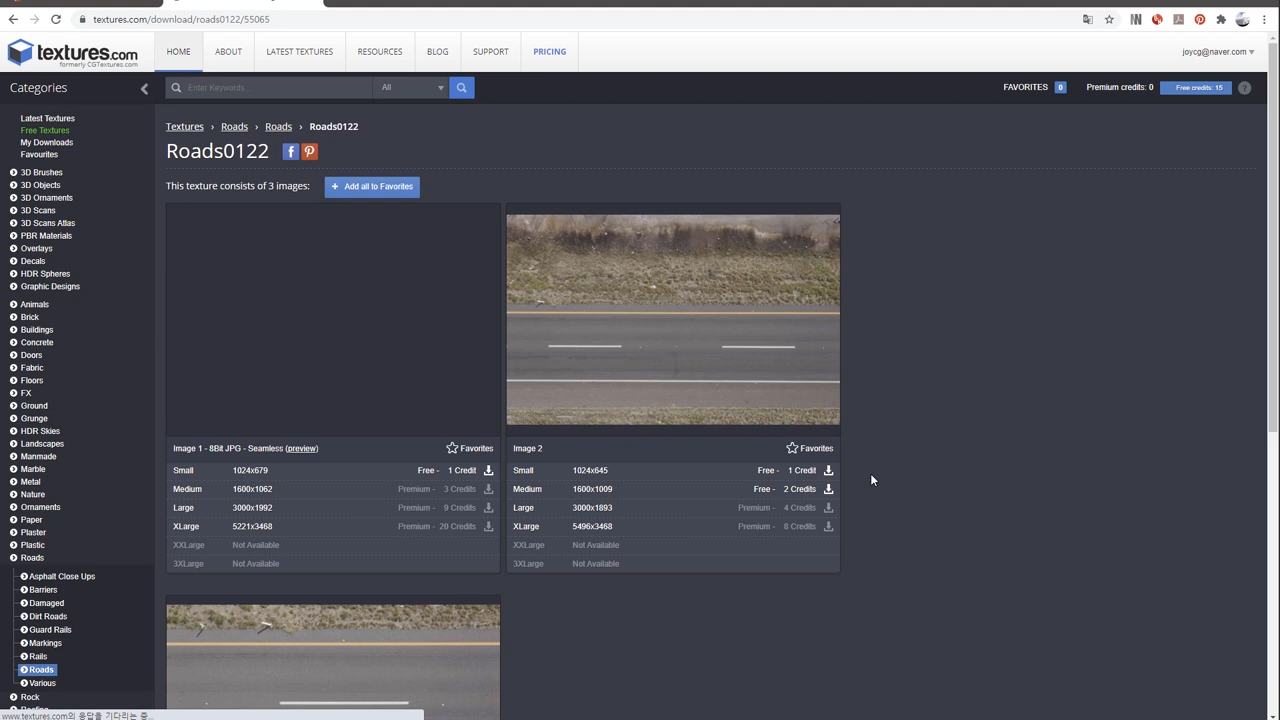 textures.com/download/roads0122/55065
textures.com
formerly CGTextures.com
HOME
ABOUT
LATEST TEXTURES
RESOURCES
BLOG
SUPPORT
PRICING
joycg@naver.com
Categories
Enter Keywords...
All
FAVORITES 0
Premium credits: 0
Free credits: 15
?
Latest Textures
Free Textures
My Downloads
Favourites
3D Brushes
3D Objects
3D Ornaments
3D Scans
3D Scans Atlas
PBR Materials
Overlays
Decals
HDR Spheres
Graphic Designs
Animals
Brick
Buildings
Concrete
Doors
Fabric
Floors
FX
Ground
Grunge
HDR Skies
Landscapes
Manmade
Marble
Metal
Nature
Ornaments
Paper
Plaster
Plastic
Roads
Asphalt Close Ups
Barriers
Damaged
Dirt Roads
Guard Rails
Markings
Rails
Roads
Various
Rock
Textures › Roads › Roads › Roads0122
Roads0122
This texture consists of 3 images:
+ Add all to Favorites
Image 1 - 8Bit JPG - Seamless (preview)
Favorites
Small 1024x679 Free - 1 Credit
Medium 1600x1062 Premium - 3 Credits
Large 3000x1992 Premium - 9 Credits
XLarge 5221x3468 Premium - 20 Credits
XXLarge Not Available
3XLarge Not Available
Image 2
Favorites
Small 1024x645 Free - 1 Credit
Medium 1600x1009 Free - 2 Credits
Large 3000x1893 Premium - 4 Credits
XLarge 5496x3468 Premium - 8 Credits
XXLarge Not Available
3XLarge Not Available
www.textures.com의 응답을 기다리는 중...